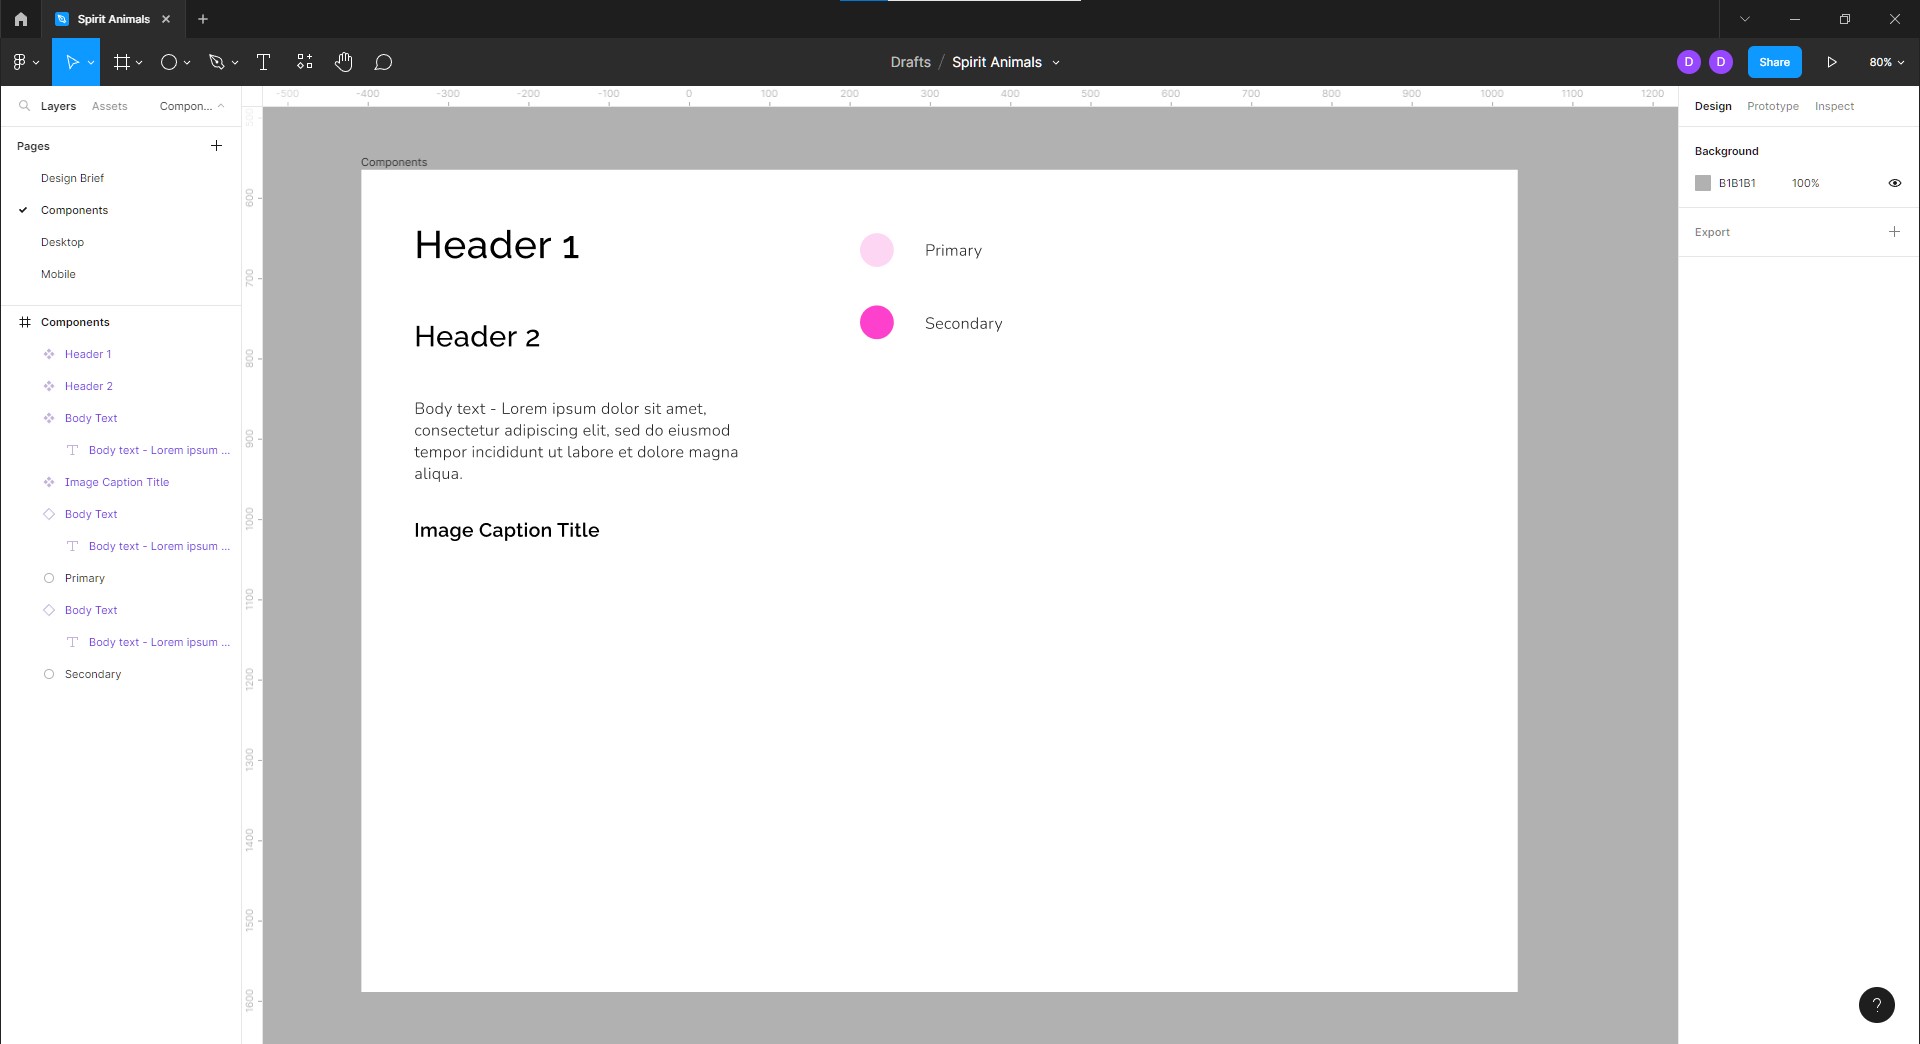 Spirit Animals
Drafts / Spirit Animals
D
D
Share
80%
Layers
Assets
Compon...
-500
-400
-300
-200
-100
0
100
200
300
400
500
600
700
800
900
1000
1100
1200
Design
Prototype
Inspect
Pages
Design Brief
Components
Desktop
Mobile
Components
Header 1
Header 2
Body Text
Body text - Lorem ipsum ...
Image Caption Title
Body Text
Body text - Lorem ipsum ...
Primary
Body Text
Body text - Lorem ipsum ...
Secondary
600
700
800
900
1000
1100
1200
1300
1400
1500
1600
Components
Header 1
Header 2
Body text - Lorem ipsum dolor sit amet,
consectetur adipiscing elit, sed do eiusmod
tempor incididunt ut labore et dolore magna
aliqua.
Image Caption Title
Primary
Secondary
Background
B1B1B1
100%
Export
?